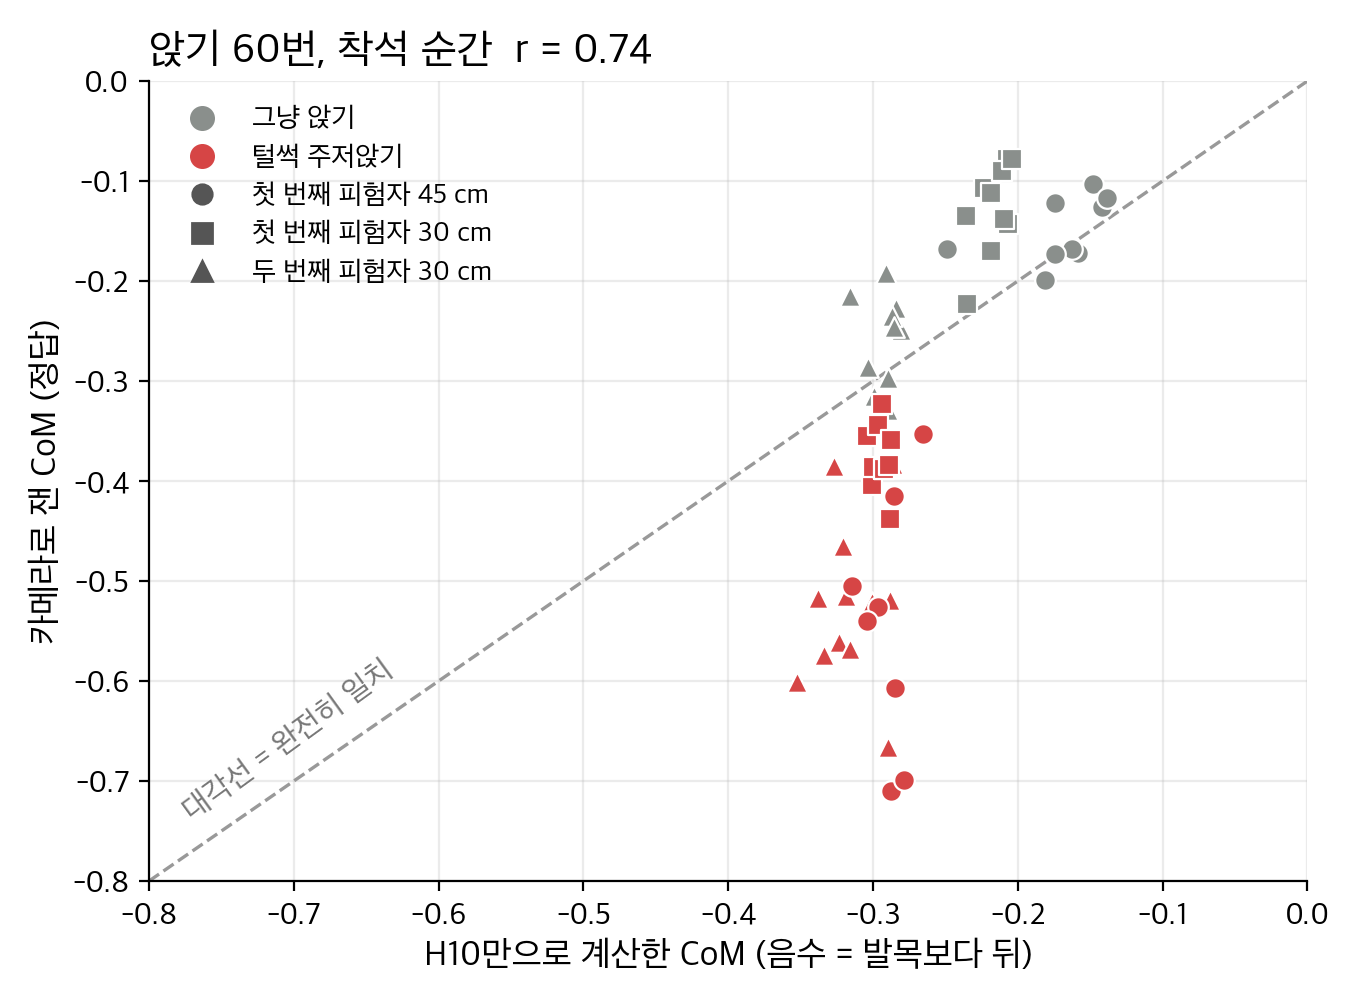 앉기 60번, 착석 순간 r = 0.74
그냥 앉기
털썩 주저앉기
첫 번째 피험자 45 cm
첫 번째 피험자 30 cm
두 번째 피험자 30 cm
카메라로 잰 CoM (정답)
0.0
-0.1
-0.2
-0.3
-0.4
-0.5
-0.6
-0.7
-0.8
대각선 = 완전히 일치
-0.8 -0.7 -0.6 -0.5 -0.4 -0.3 -0.2 -0.1 0.0
H10만으로 계산한 CoM (음수 = 발목보다 뒤)